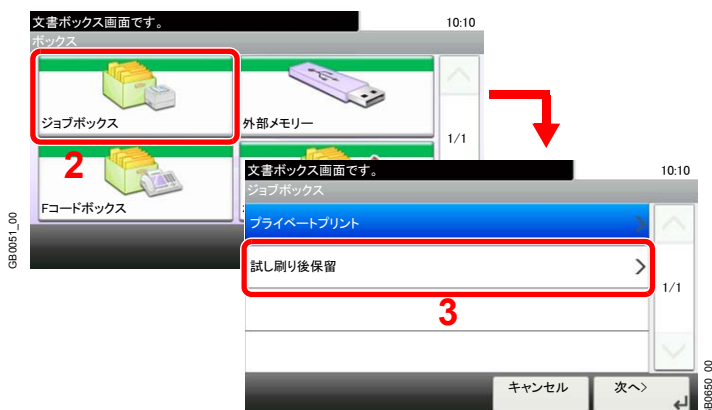 文書ボックス画面です。
10:10
ボックス
ジョブボックス
外部メモリー
1/1
2
Fコードボックス
GB0051_00
文書ボックス画面です。
10:10
ジョブボックス
プライベートプリント
試し刷り後保留
1/1
3
キャンセル
次へ>
GB0650_00